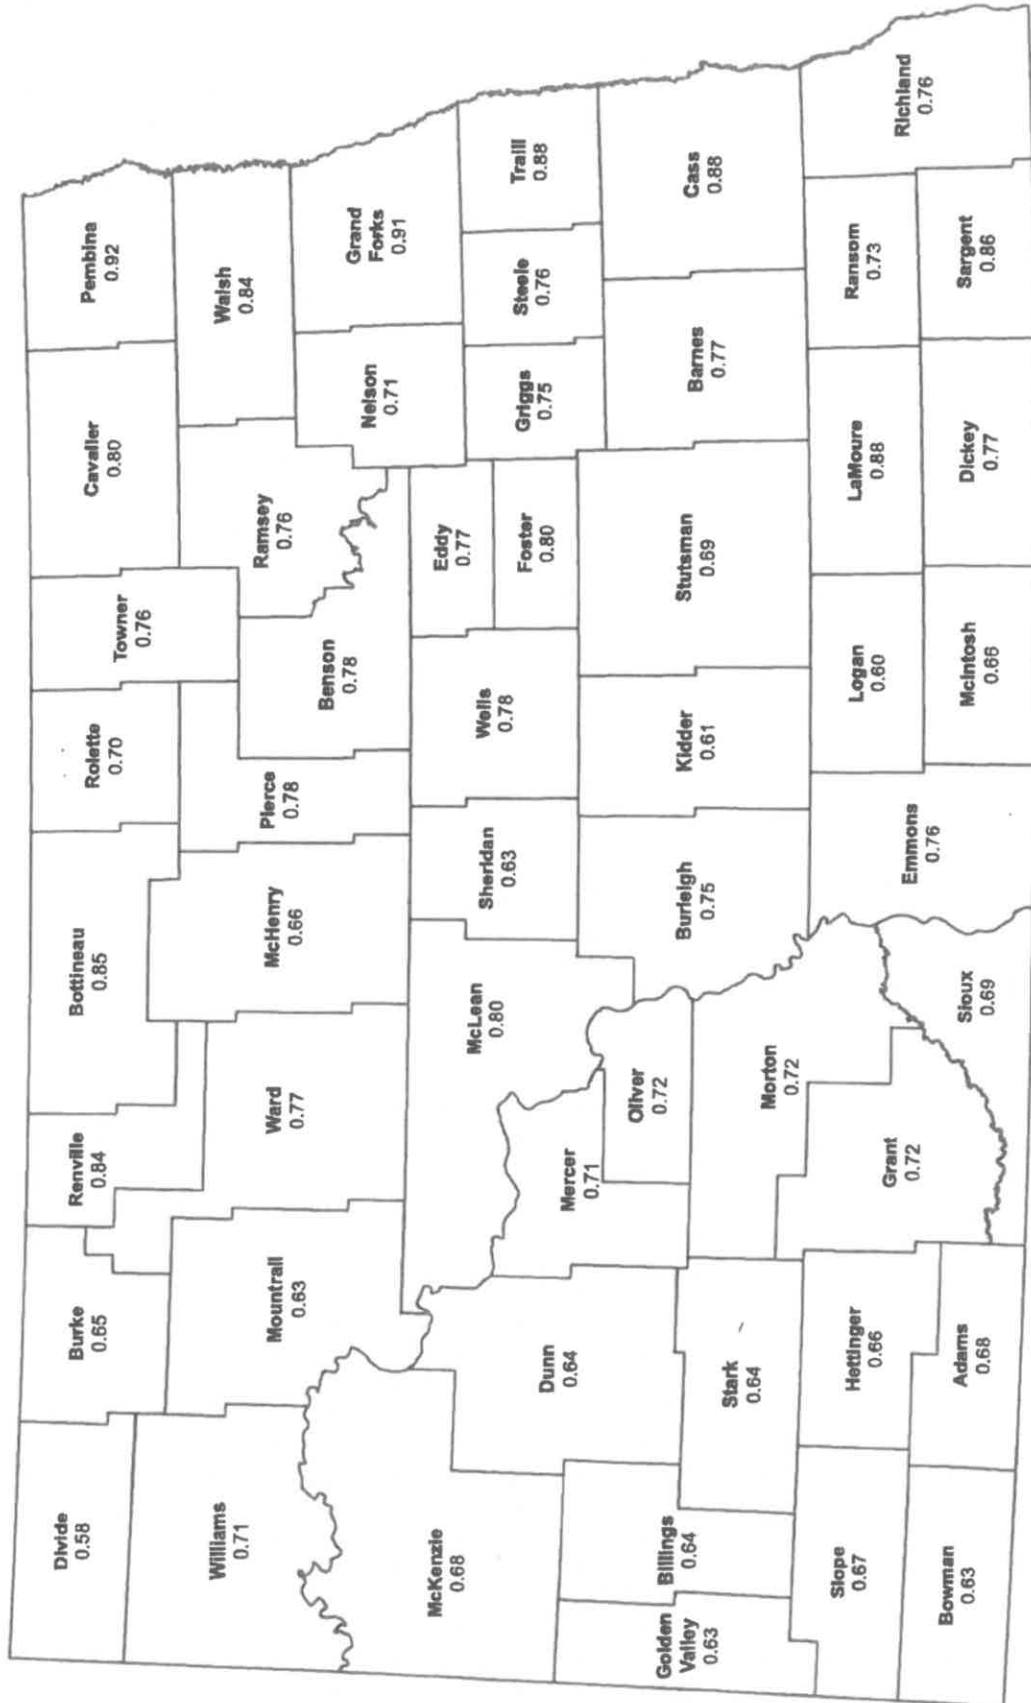 Divide
0.58
Burke
0.65
Renville
0.84
Bottineau
0.85
Rolette
0.70
Towner
0.76
Cavalier
0.80
Pembina
0.92
Williams
0.71
Mountrail
0.63
Ward
0.77
McHenry
0.66
Pierce
0.78
Benson
0.78
Ramsey
0.76
Walsh
0.84
Nelson
0.71
Grand
Forks
0.91
McKenzie
0.68
Dunn
0.64
Mercer
0.71
McLean
0.80
Sheridan
0.63
Wells
0.78
Eddy
0.77
Foster
0.80
Griggs
0.75
Steele
0.76
Traill
0.88
Golden
Valley
0.63
Billings
0.64
Stark
0.64
Oliver
0.72
Morton
0.72
Burleigh
0.75
Kidder
0.61
Stutsman
0.69
Barnes
0.77
Cass
0.88
Slope
0.67
Hettinger
0.66
Grant
0.72
Emmons
0.76
Logan
0.60
LaMoure
0.88
Ransom
0.73
Richland
0.76
Bowman
0.63
Adams
0.68
Sioux
0.69
McIntosh
0.66
Dickey
0.77
Sargent
0.86